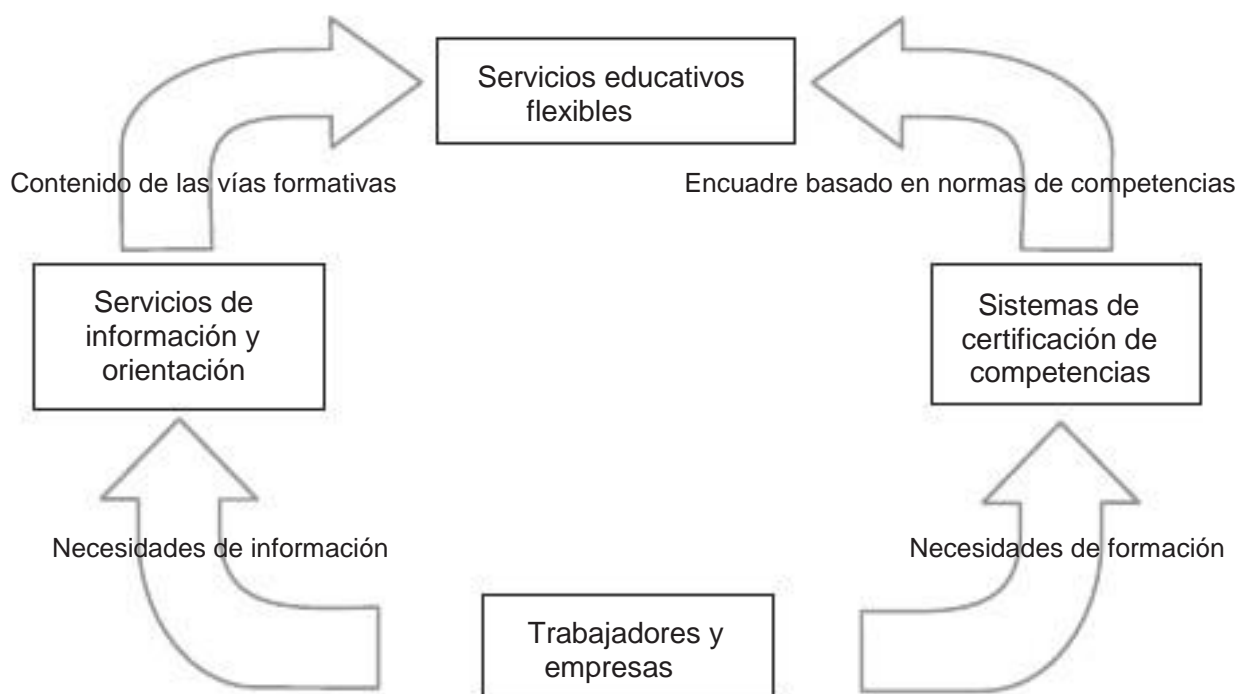 Servicios educativos
flexibles
Contenido de las vías formativas
Encuadre basado en normas de competencias
Servicios de
información y
orientación
Sistemas de
certificación de
competencias
Necesidades de información
Necesidades de formación
Trabajadores y
empresas